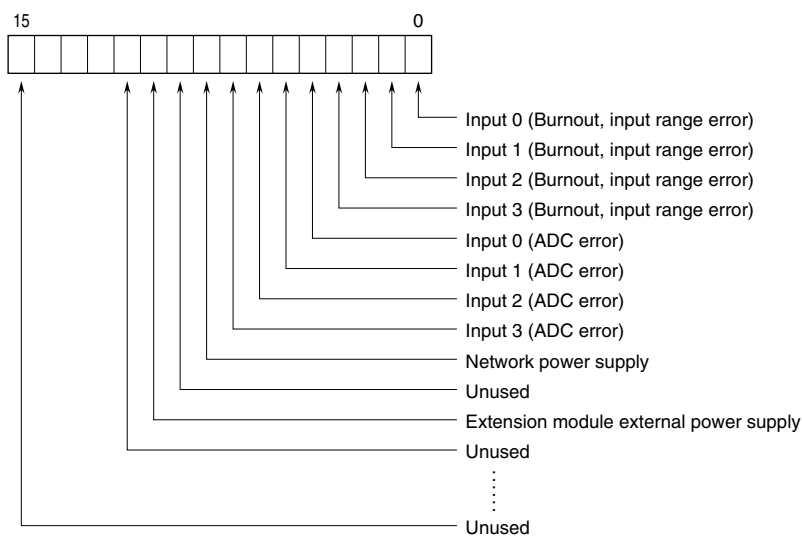 15 0
Input 0 (Burnout, input range error)
Input 1 (Burnout, input range error)
Input 2 (Burnout, input range error)
Input 3 (Burnout, input range error)
Input 0 (ADC error)
Input 1 (ADC error)
Input 2 (ADC error)
Input 3 (ADC error)
Network power supply
Unused
Extension module external power supply
Unused
Unused